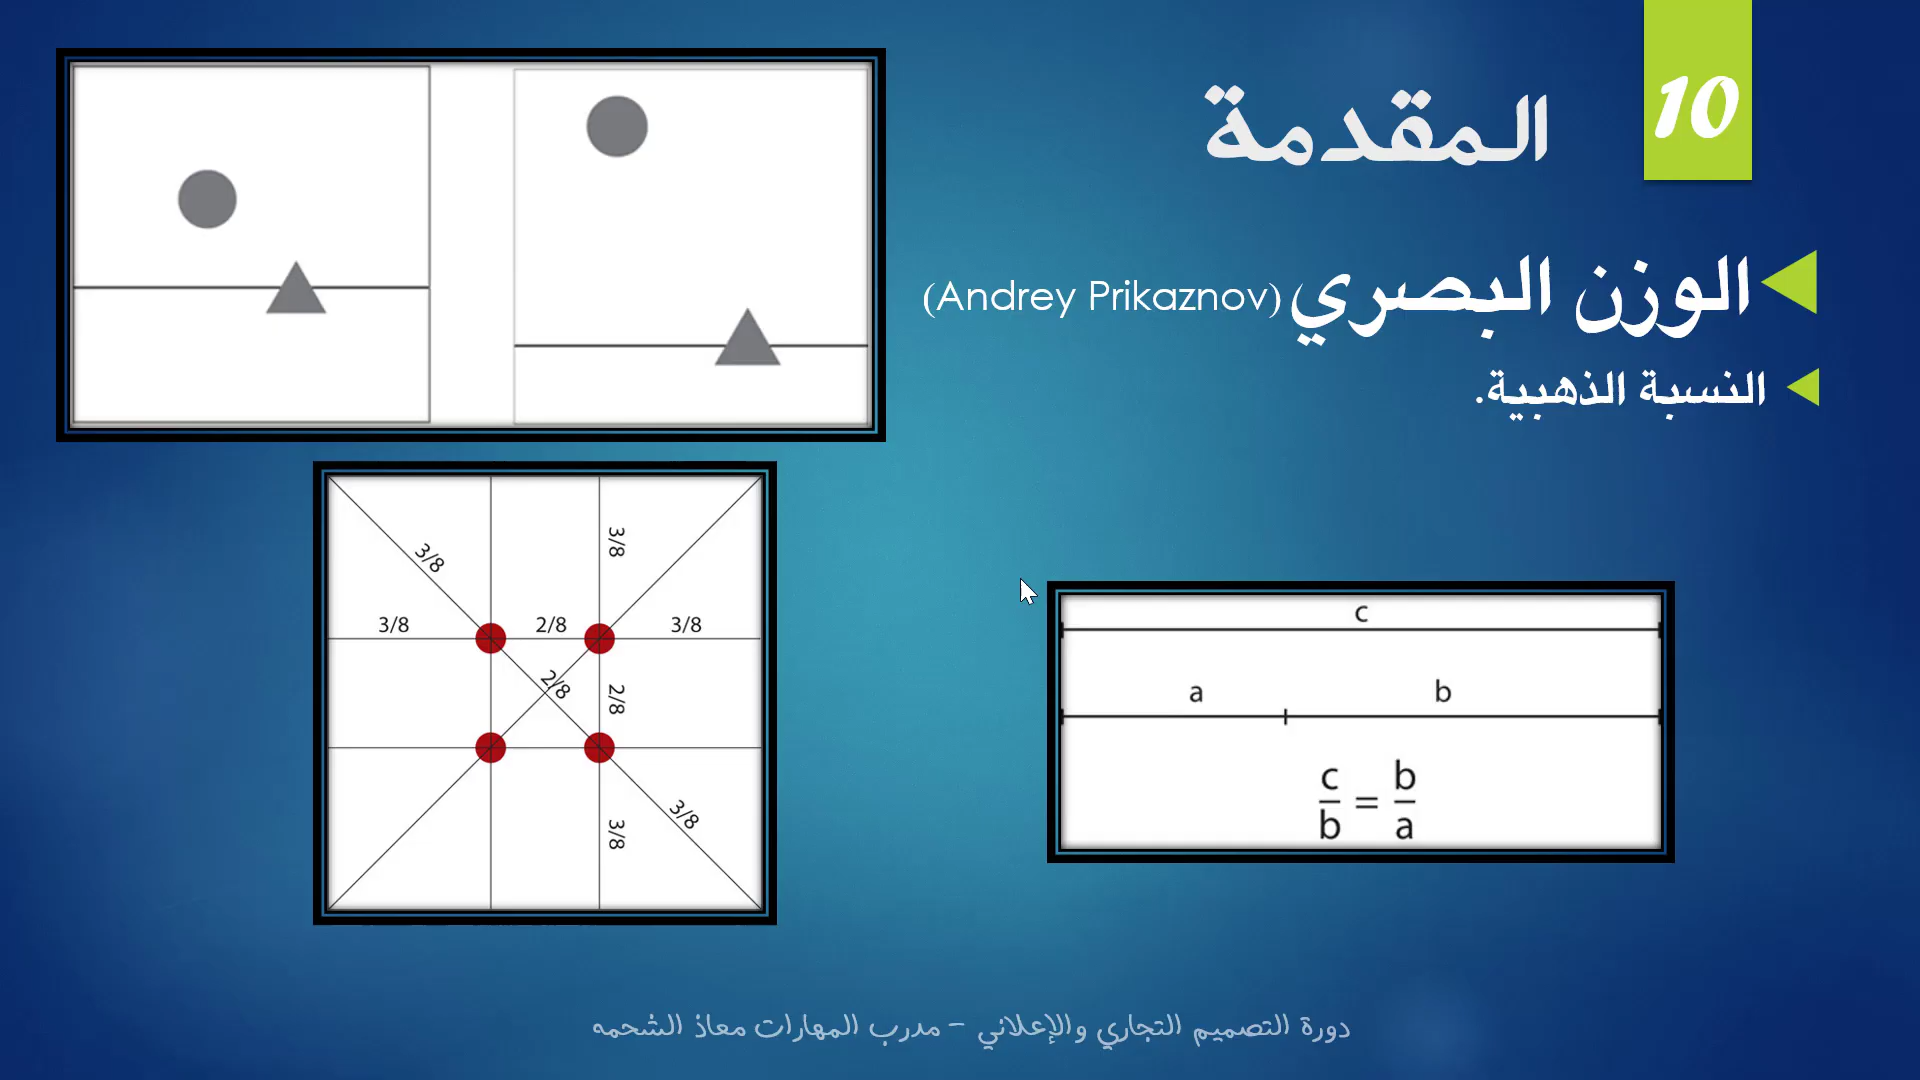 10
المقدمة
الوزن البصري (Andrey Prikaznov)
النسبة الذهبية.
3/8
3/8
3/8
2/8
3/8
2/8
2/8
3/8
3/8
c
a
b
c/b = b/a
دورة التصميم التجاري والإعلاني – مدرب المهارات معاذ الشحمه